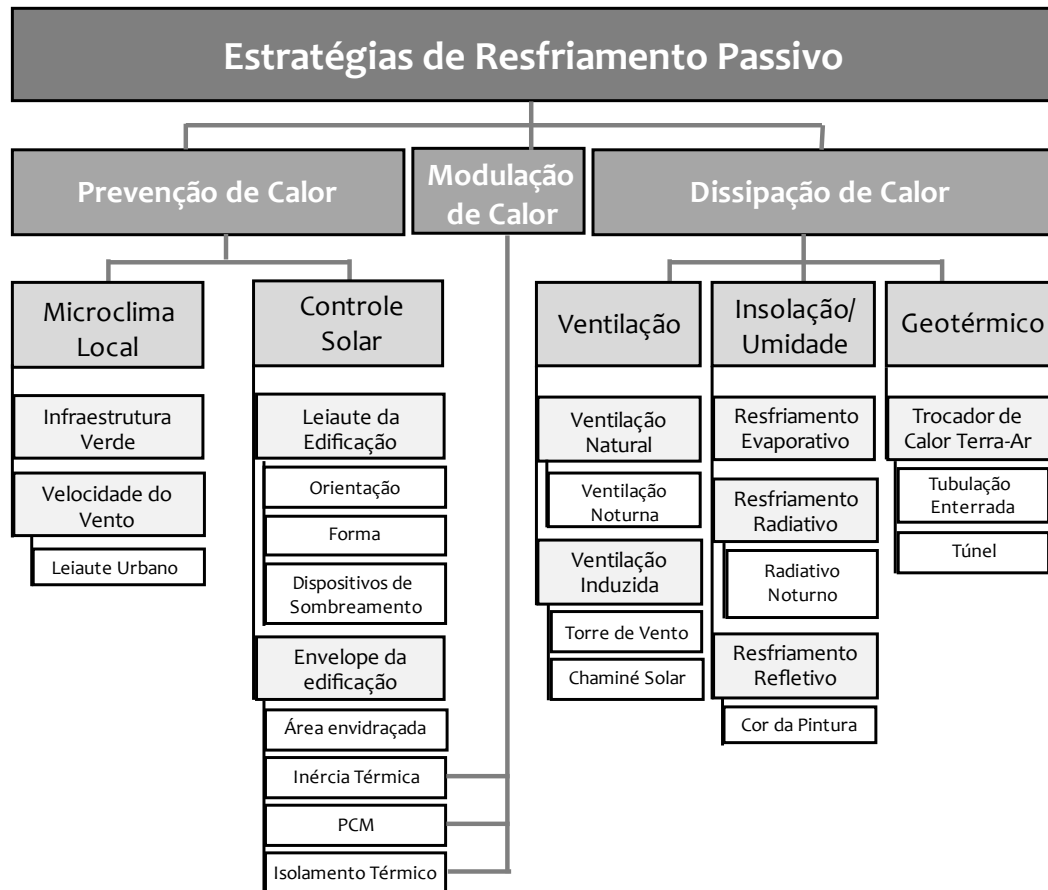 Estratégias de Resfriamento Passivo
Prevenção de Calor
Modulação
de Calor
Dissipação de Calor
Microclima
Local
Infraestrutura
Verde
Velocidade do
Vento
Leiaute Urbano
Controle
Solar
Leiaute da
Edificação
Orientação
Forma
Dispositivos de
Sombreamento
Envelope da
edificação
Área envidraçada
Inércia Térmica
PCM
Isolamento Térmico
Ventilação
Ventilação
Natural
Ventilação
Noturna
Ventilação
Induzida
Torre de Vento
Chaminé Solar
Insolação/
Umidade
Resfriamento
Evaporativo
Resfriamento
Radiativo
Radiativo
Noturno
Resfriamento
Refletivo
Cor da Pintura
Geotérmico
Trocador de
Calor Terra-Ar
Tubulação
Enterrada
Túnel